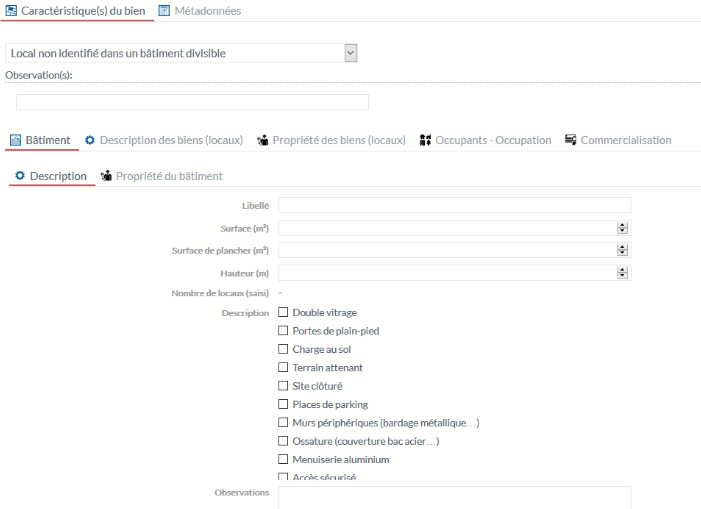 Caractéristique(s) du bien Métadonnées
Local non identifié dans un bâtiment divisible
Observation(s):
Bâtiment Description des biens (locaux) Propriété des biens (locaux) Occupants - Occupation Commercialisation
Description Propriété du bâtiment
Libellé
Surface (m²)
Surface de plancher (m²)
Hauteur (m)
Nombre de locaux (saisi) -
Description Double vitrage
Portes de plain-pied
Charge au sol
Terrain attenant
Site clôturé
Places de parking
Murs périphériques (bardage métallique…)
Ossature (couverture bac acier…)
Menuiserie aluminium
Accès sécurisé
Observations